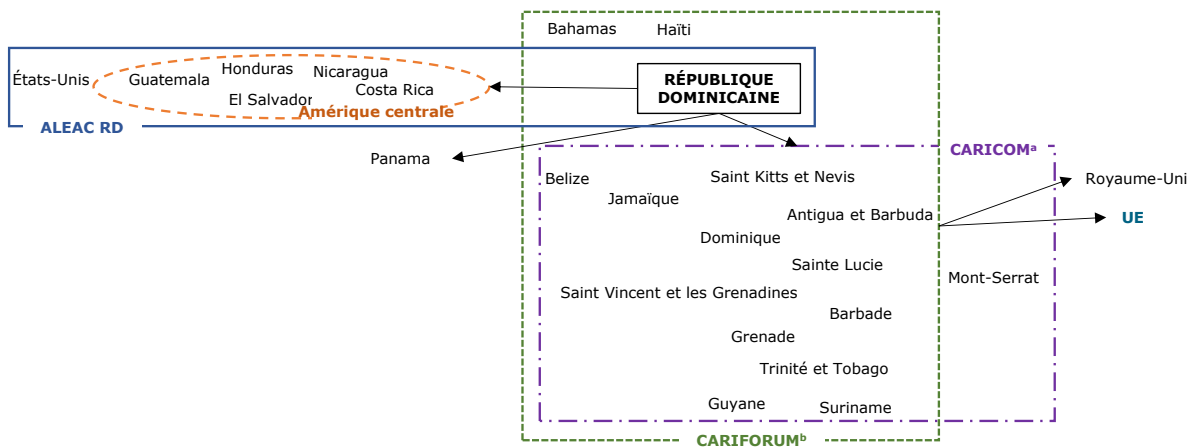 Bahamas
Haïti
États-Unis
Guatemala
Honduras
Nicaragua
El Salvador
Costa Rica
Amérique centrale
RÉPUBLIQUE
DOMINICAINE
ALEAC RD
Panama
CARICOMᵃ
Belize
Saint Kitts et Nevis
Royaume-Uni
Jamaïque
Antigua et Barbuda
UE
Dominique
Sainte Lucie
Mont-Serrat
Saint Vincent et les Grenadines
Barbade
Grenade
Trinité et Tobago
Guyane
Suriname
CARIFORUMᵇ